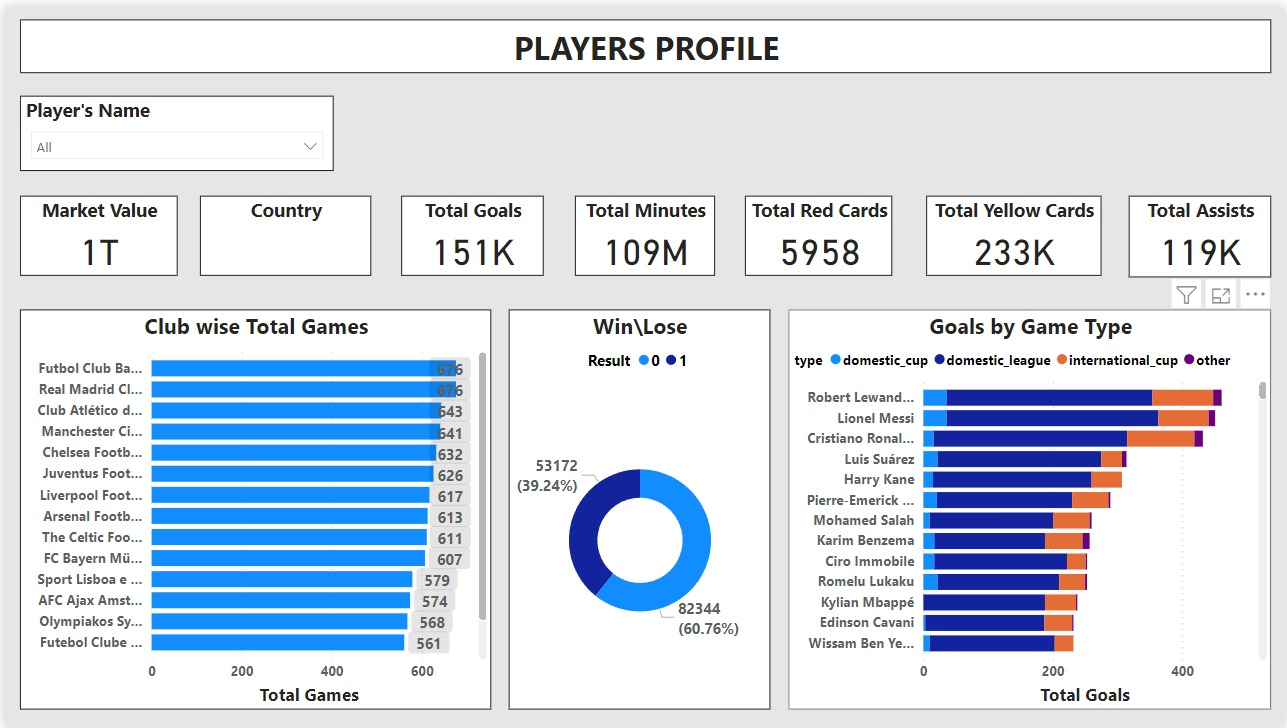 PLAYERS PROFILE
Player's Name
All
Market Value
1T
Country
Total Goals
151K
Total Minutes
109M
Total Red Cards
5958
Total Yellow Cards
233K
Total Assists
119K
Club wise Total Games
Futbol Club Ba... 676
Real Madrid Cl... 676
Club Atlético d... 643
Manchester Ci... 641
Chelsea Footb... 632
Juventus Foot... 626
Liverpool Foot... 617
Arsenal Footb... 613
The Celtic Foo... 611
FC Bayern Mü... 607
Sport Lisboa e ... 579
AFC Ajax Amst... 574
Olympiakos Sy... 568
Futebol Clube ... 561
0 200 400 600
Total Games
Win\Lose
Result 0 1
53172
(39.24%)
82344
(60.76%)
Goals by Game Type
type domestic_cup domestic_league international_cup other
Robert Lewand...
Lionel Messi
Cristiano Ronal...
Luis Suárez
Harry Kane
Pierre-Emerick ...
Mohamed Salah
Karim Benzema
Ciro Immobile
Romelu Lukaku
Kylian Mbappé
Edinson Cavani
Wissam Ben Ye...
0 200 400
Total Goals